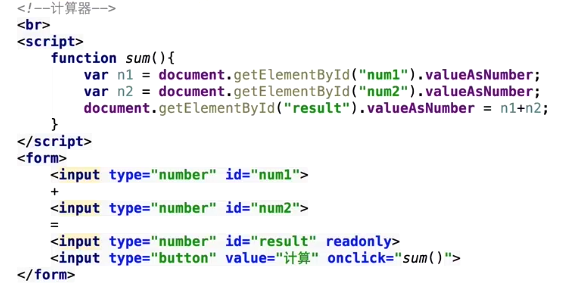 <!--计算器-->
<br>
<script>
    function sum(){
        var n1 = document.getElementById("num1").valueAsNumber;
        var n2 = document.getElementById("num2").valueAsNumber;
        document.getElementById("result").valueAsNumber = n1+n2;
    }
</script>
<form>
    <input type="number" id="num1">
    +
    <input type="number" id="num2">
    =
    <input type="number" id="result" readonly>
    <input type="button" value="计算" onclick="sum()">
</form>